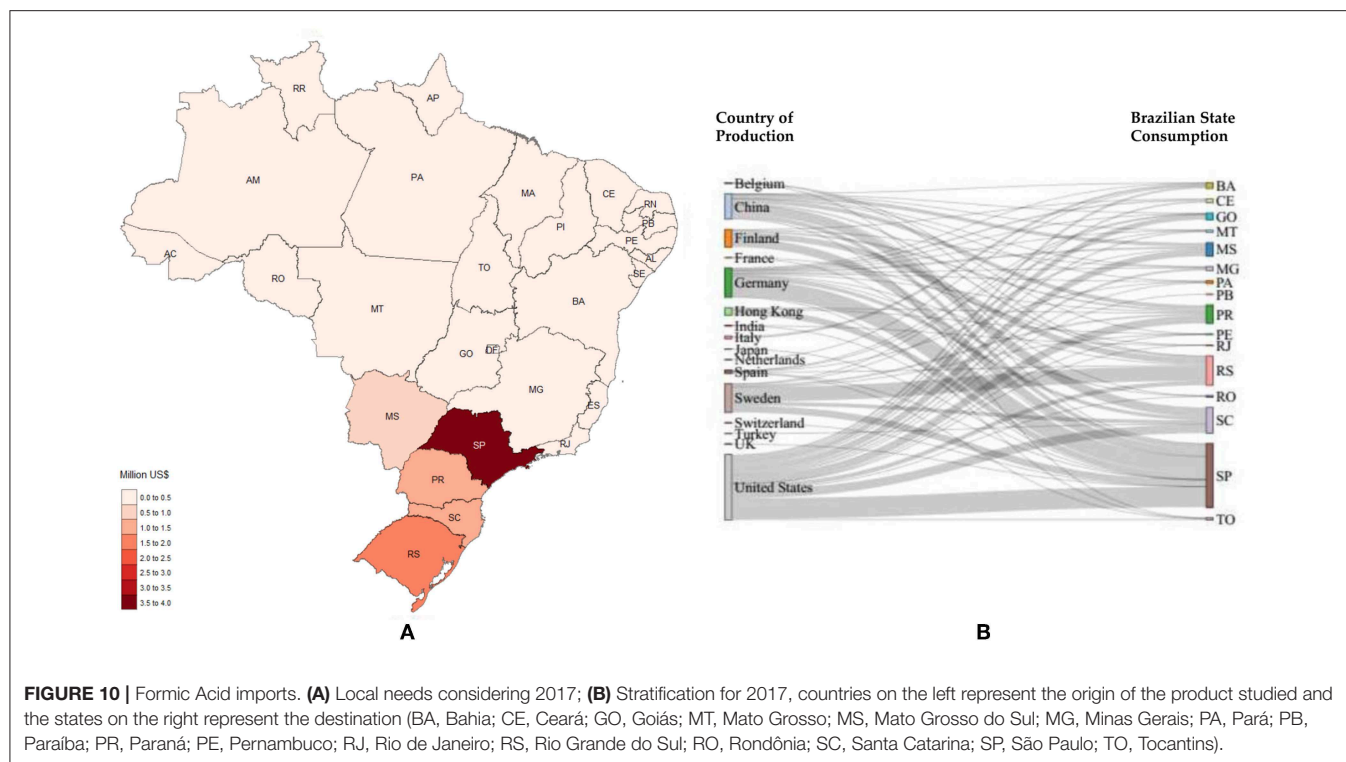 RR
AP
AM
PA
MA
CE
RN
PB
PI
PE
AC
AL
TO
SE
RO
BA
MT
GO
DF
MG
MS
ES
SP
RJ
PR
SC
RS
Million US$
0.0 to 0.5
0.5 to 1.0
1.0 to 1.5
1.5 to 2.0
2.0 to 2.5
2.5 to 3.0
3.0 to 3.5
3.5 to 4.0
A
Country of
Production
Belgium
China
Finland
France
Germany
Hong Kong
India
Italy
Japan
Netherlands
Spain
Sweden
Switzerland
Turkey
UK
United States
Brazilian State
Consumption
BA
CE
GO
MT
MS
MG
PA
PB
PR
PE
RJ
RS
RO
SC
SP
TO
B
FIGURE 10 | Formic Acid imports. (A) Local needs considering 2017; (B) Stratification for 2017, countries on the left represent the origin of the product studied and
the states on the right represent the destination (BA, Bahia; CE, Ceará; GO, Goiás; MT, Mato Grosso; MS, Mato Grosso do Sul; MG, Minas Gerais; PA, Pará; PB,
Paraíba; PR, Paraná; PE, Pernambuco; RJ, Rio de Janeiro; RS, Rio Grande do Sul; RO, Rondônia; SC, Santa Catarina; SP, São Paulo; TO, Tocantins).